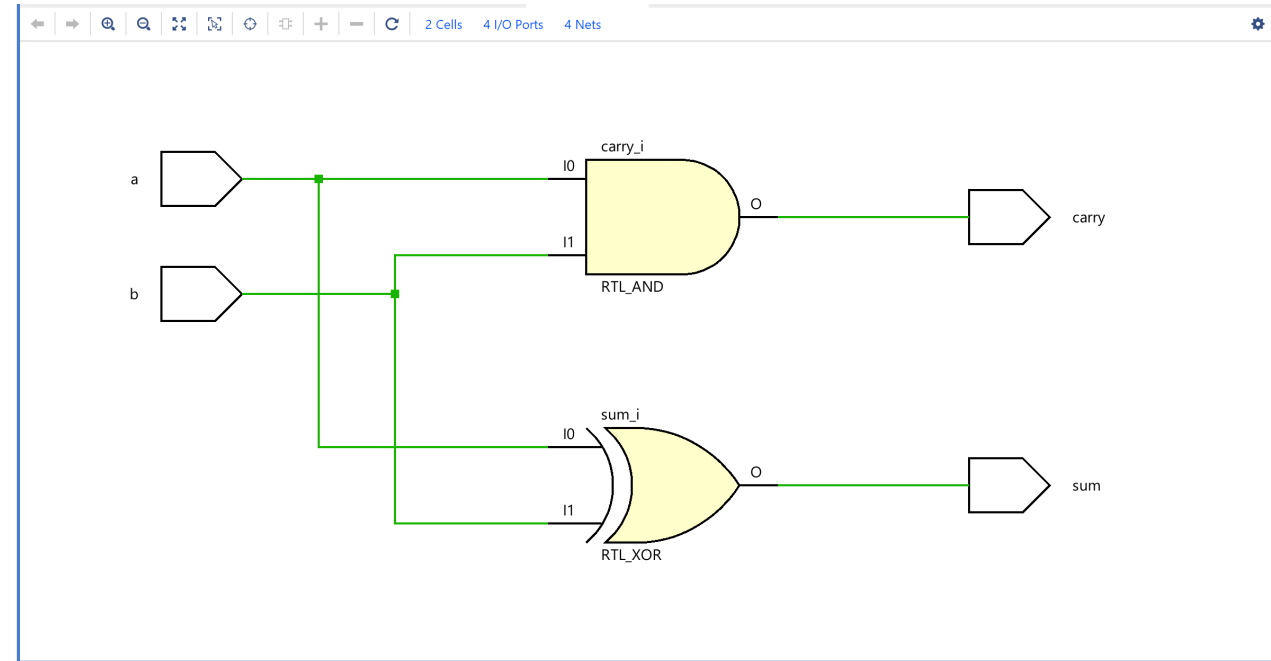 2 Cells 4 I/O Ports 4 Nets
carry_i
a
I0
O
carry
I1
b
RTL_AND
sum_i
I0
O
sum
I1
RTL_XOR